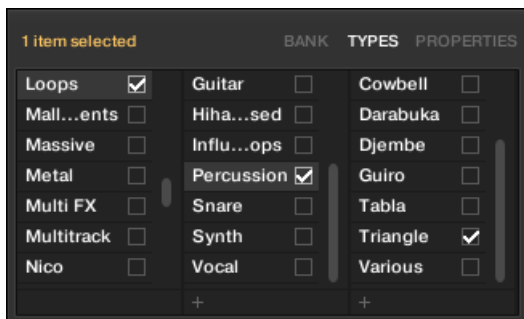 1 item selected BANK TYPES PROPERTIES
Loops Guitar Cowbell
Mall...ents Hiha...sed Darabuka
Massive Influ...ops Djembe
Metal Percussion Guiro
Multi FX Snare Tabla
Multitrack Synth Triangle
Nico Vocal Various
+ +